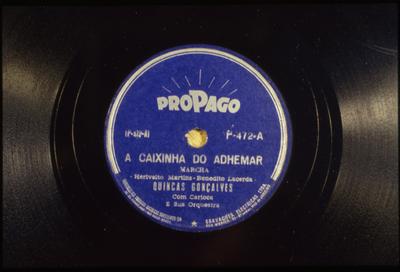 PROPAGO
P-472-A
A CAIXINHA DO ADHEMAR
MARCHA
-Herivelto Martins-Benedito Lacerda-
QUINCAS GONÇALVES
Com Carioca
E Sua Orquestra